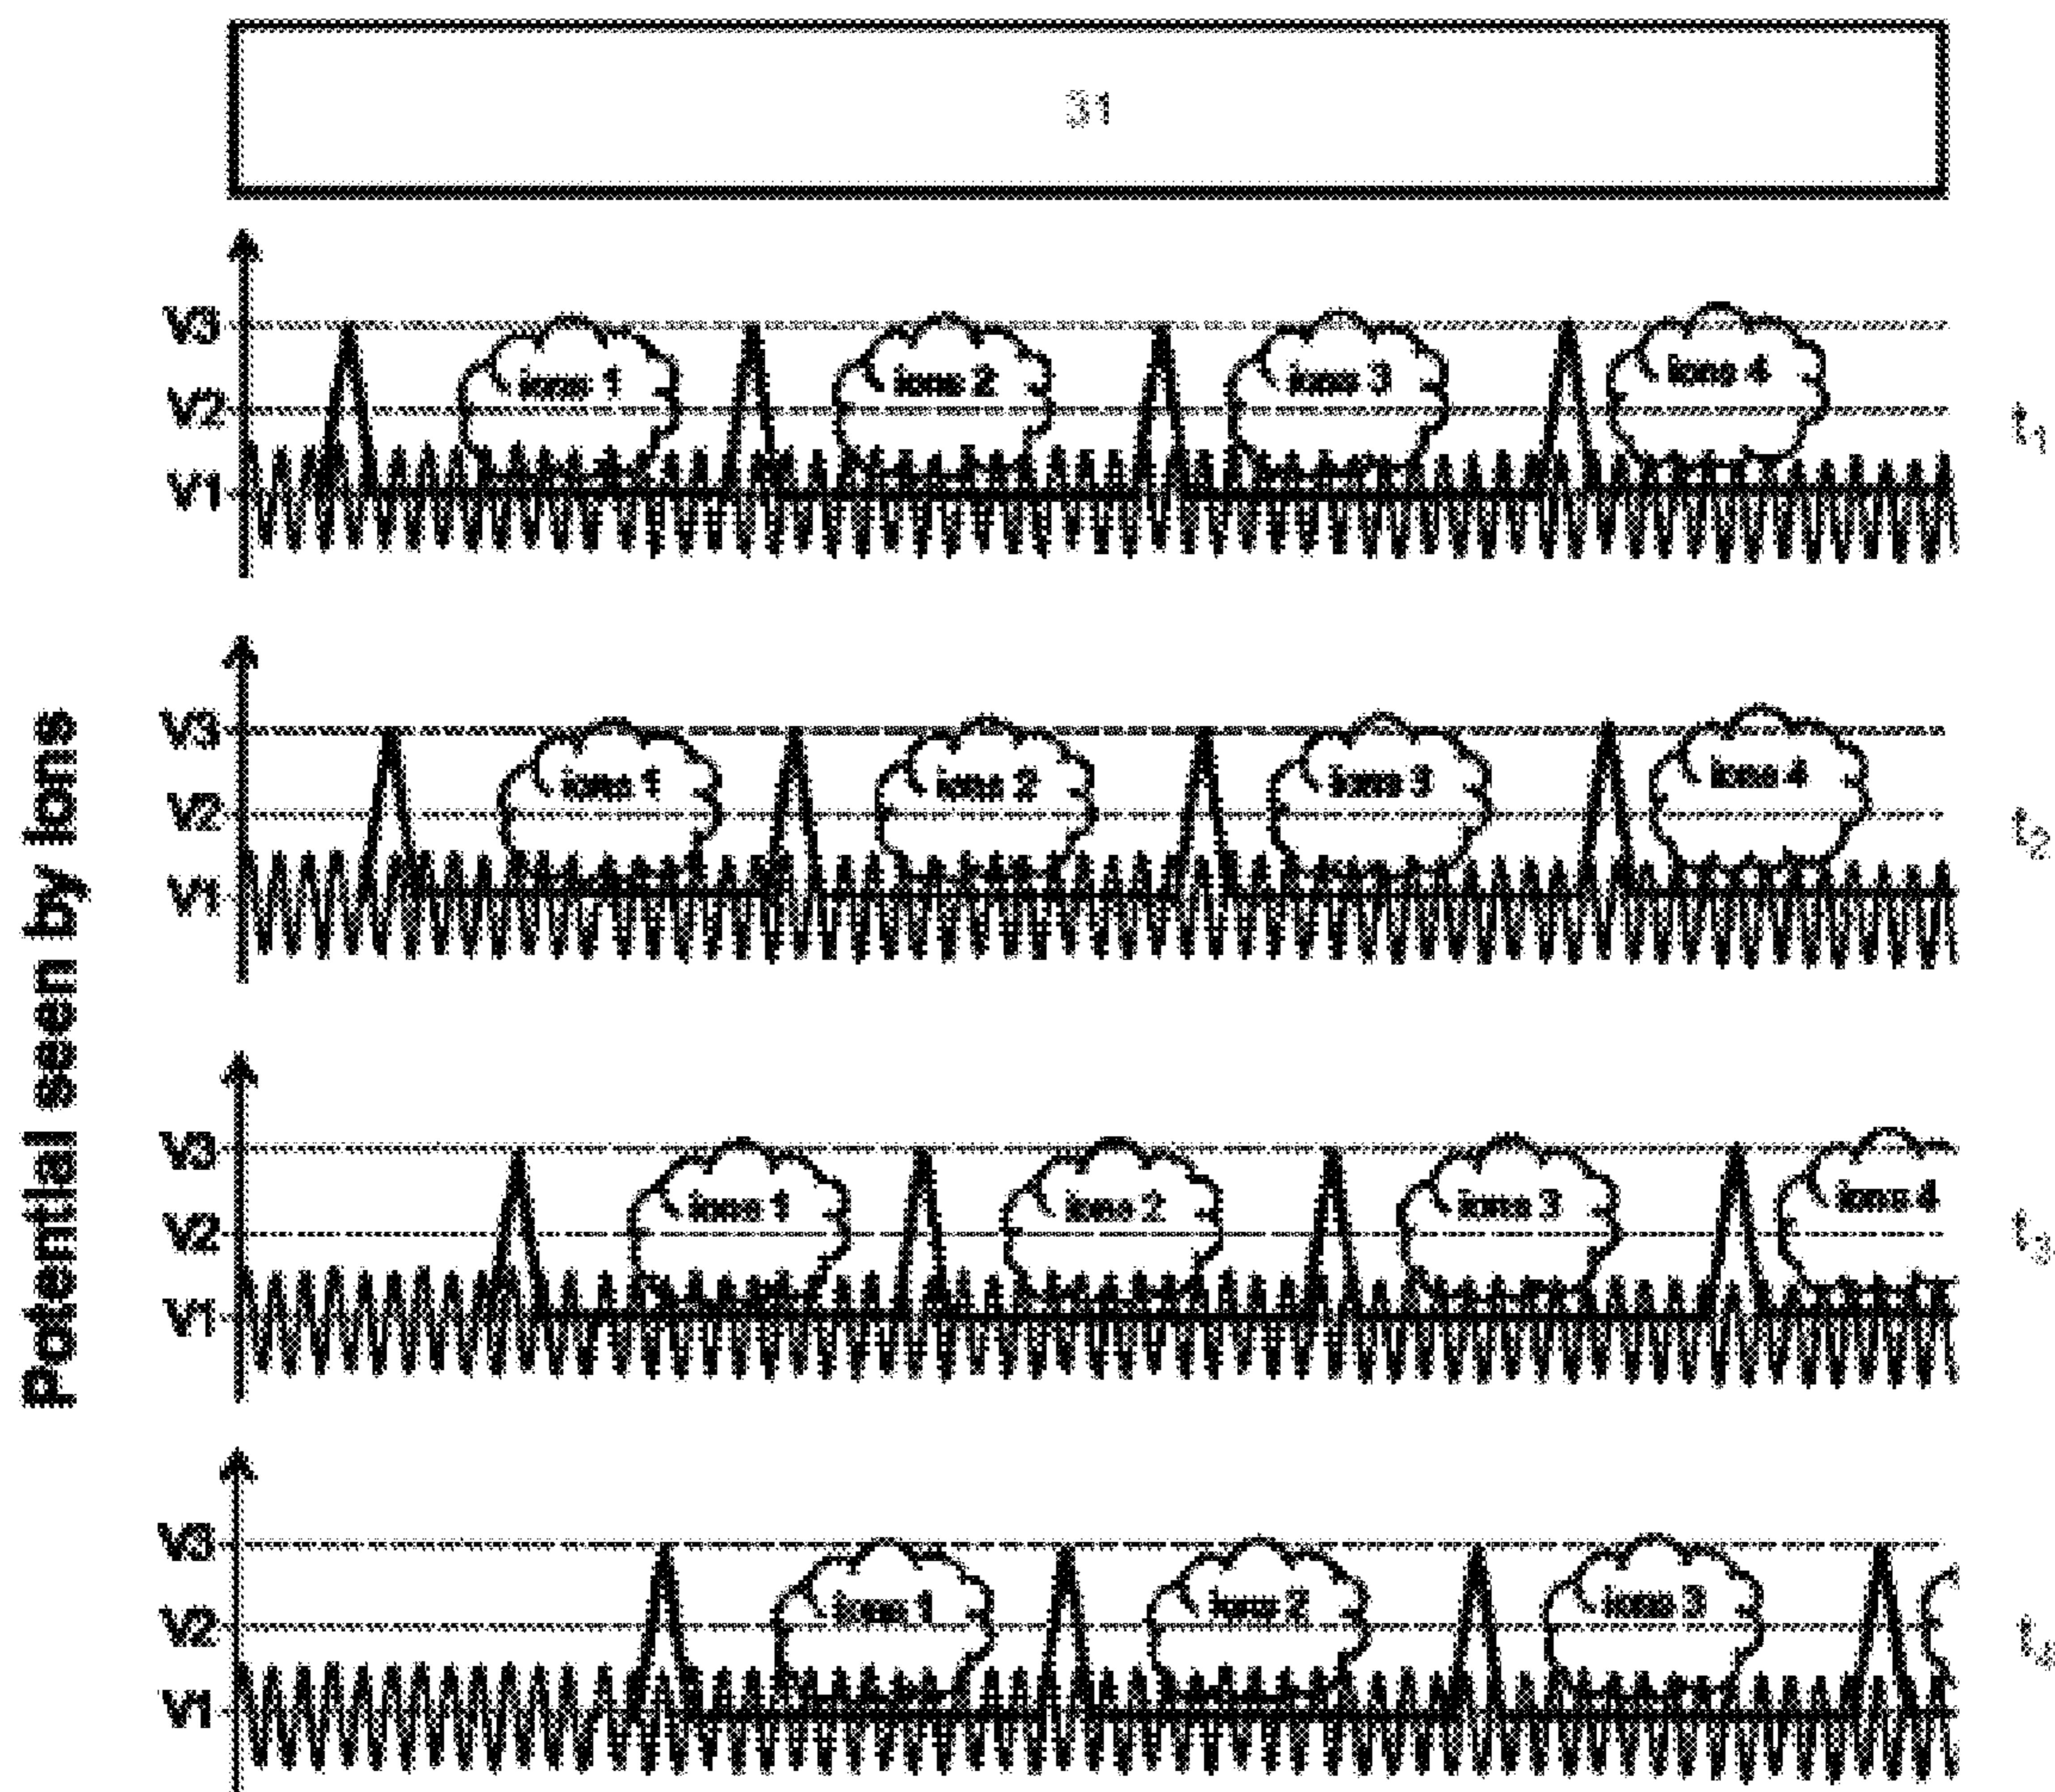 31
V3
ions 1 ions 2 ions 3 ions 4
V2
t1
V1
Potential seen by Ions
V3
ions 1 ions 2 ions 3 ions 4
V2
t2
V1
V3
ions 1 ions 2 ions 3 ions 4
V2
t3
V1
V3
ions 1 ions 2 ions 3
V2
t4
V1